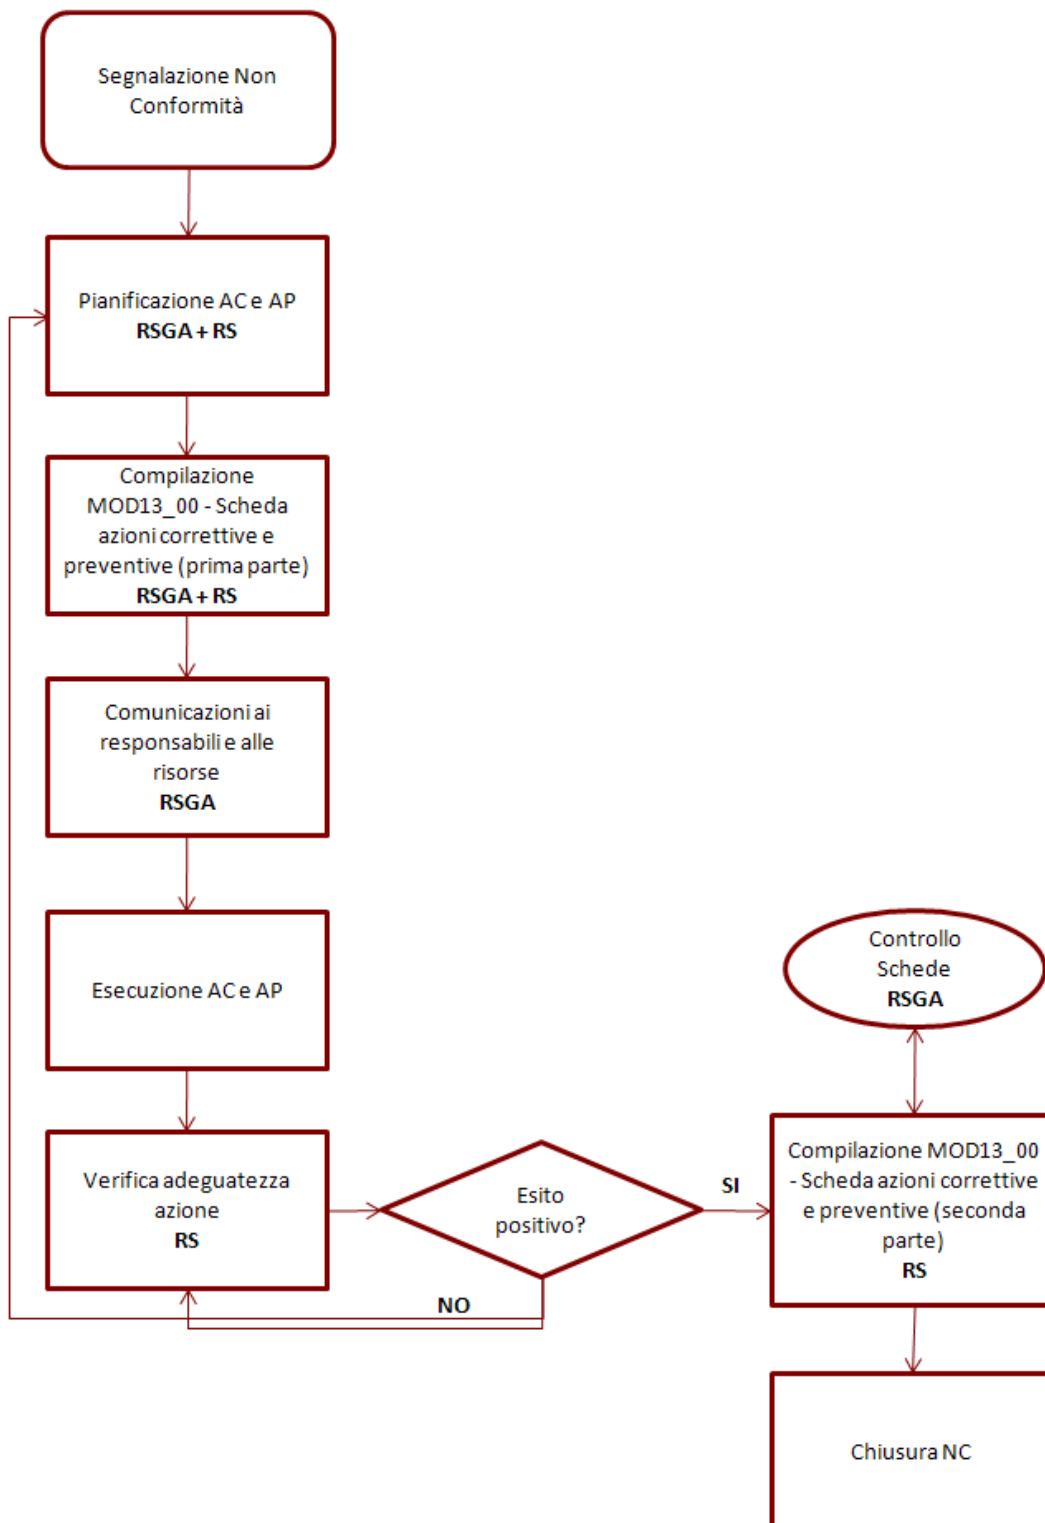 Segnalazione Non
Conformità
Pianificazione AC e AP
RSGA + RS
Compilazione
MOD13_00 - Scheda
azioni correttive e
preventive (prima parte)
RSGA + RS
Comunicazioni ai
responsabili e alle
risorse
RSGA
Esecuzione AC e AP
Verifica adeguatezza
azione
RS
Esito
positivo?
SI
NO
Controllo
Schede
RSGA
Compilazione MOD13_00
- Scheda azioni correttive
e preventive (seconda
parte)
RS
Chiusura NC